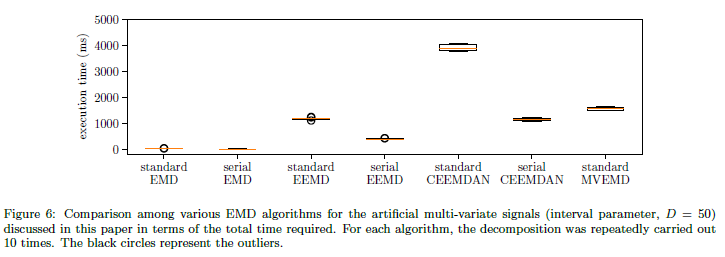 5000
4000
3000
2000
1000
0
execution time (ms)
standard EMD
serial EMD
standard EEMD
serial EEMD
standard CEEMDAN
serial CEEMDAN
standard MVEMD
Figure 6: Comparison among various EMD algorithms for the artificial multi-variate signals (interval parameter, D = 50)
discussed in this paper in terms of the total time required. For each algorithm, the decomposition was repeatedly carried out
10 times. The black circles represent the outliers.